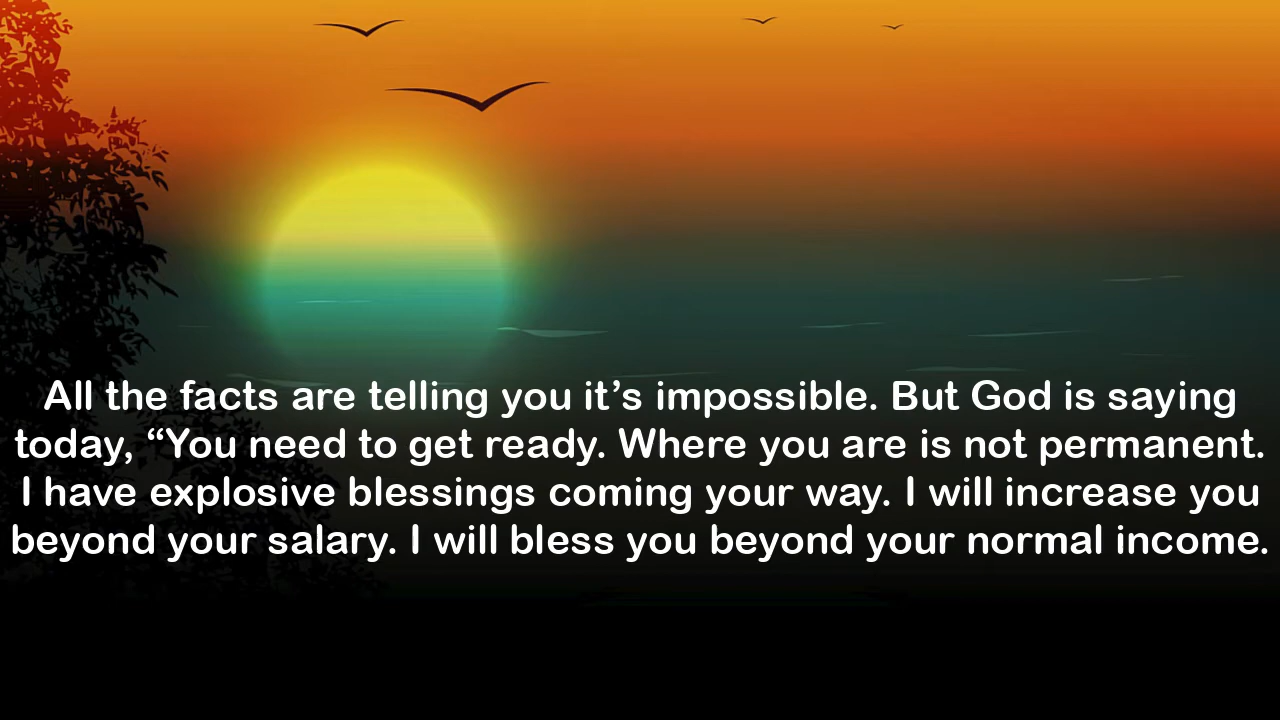 All the facts are telling you it’s impossible. But God is saying
today, “You need to get ready. Where you are is not permanent.
I have explosive blessings coming your way. I will increase you
beyond your salary. I will bless you beyond your normal income.